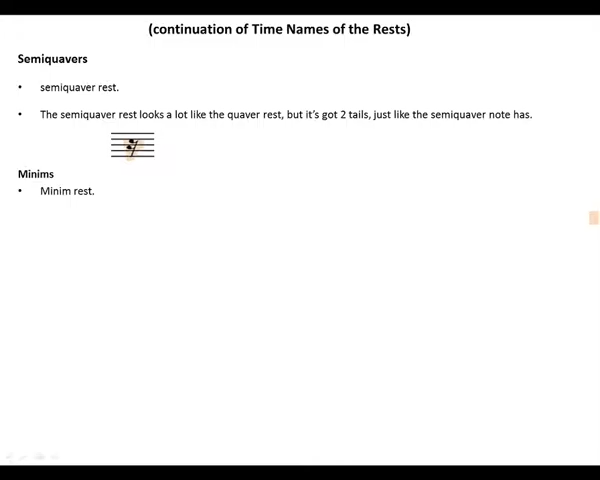 (continuation of Time Names of the Rests)
Semiquavers
• semiquaver rest.
• The semiquaver rest looks a lot like the quaver rest, but it's got 2 tails, just like the semiquaver note has.
Minims
• Minim rest.